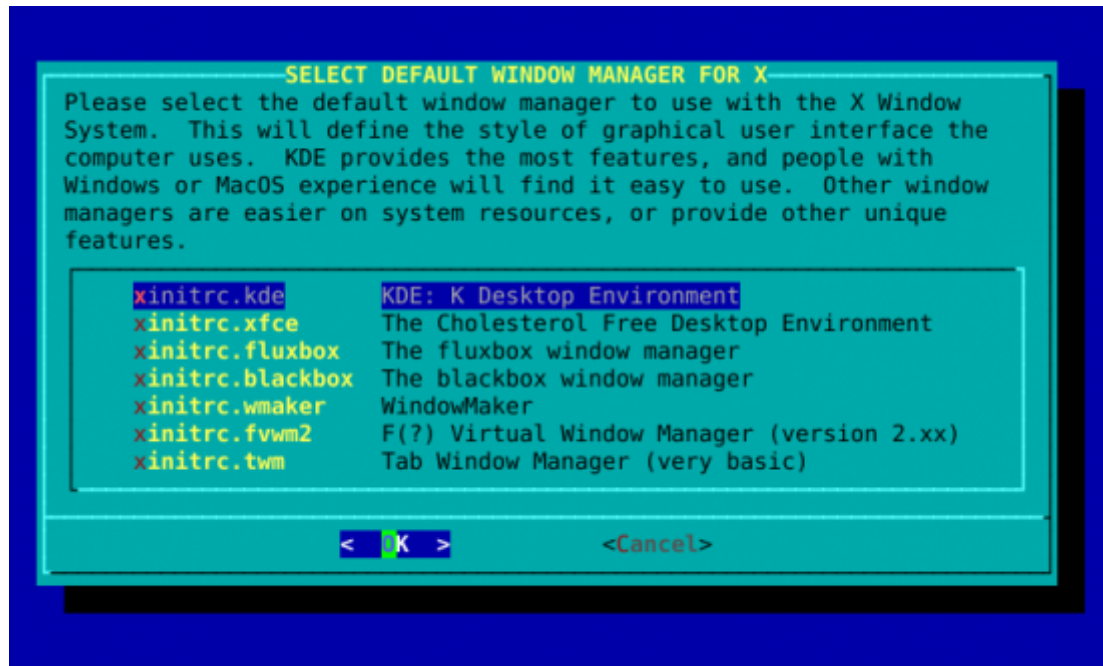 SELECT DEFAULT WINDOW MANAGER FOR X
Please select the default window manager to use with the X Window
System.  This will define the style of graphical user interface the
computer uses.  KDE provides the most features, and people with
Windows or MacOS experience will find it easy to use.  Other window
managers are easier on system resources, or provide other unique
features.
xinitrc.kde KDE: K Desktop Environment
xinitrc.xfce The Cholesterol Free Desktop Environment
xinitrc.fluxbox The fluxbox window manager
xinitrc.blackbox The blackbox window manager
xinitrc.wmaker WindowMaker
xinitrc.fvwm2 F(?) Virtual Window Manager (version 2.xx)
xinitrc.twm Tab Window Manager (very basic)
<  OK  > <Cancel>